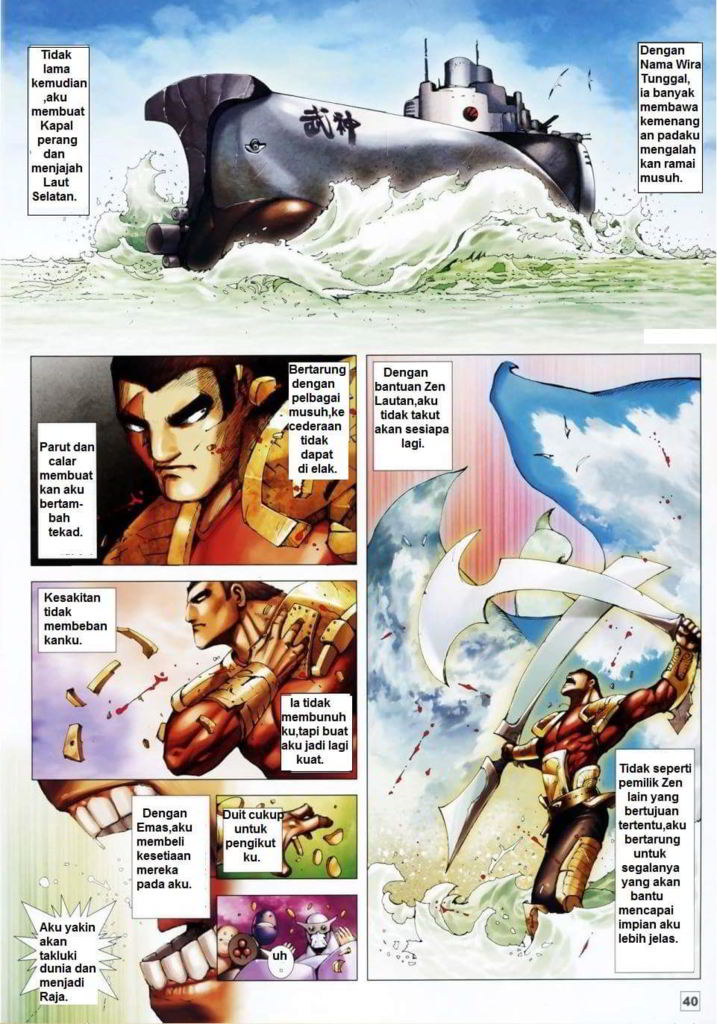 Tidak
lama
kemudian
,aku
membuat
Kapal
perang
dan
menjajah
Laut
Selatan.
武神
Dengan
Nama Wira
Tunggal,
ia banyak
membawa
kemenang
an padaku
mengalah
kan ramai
musuh.
Bertarung
dengan
pelbagai
musuh,ke
cederaan
tidak
dapat
di elak.
Parut dan
calar
membuat
kan aku
bertam-
bah
tekad.
Kesakitan
tidak
membeban
kanku.
Ia tidak
membunuh
ku,tapi buat
aku jadi lagi
kuat.
Dengan
Emas,aku
membeli
kesetiaan
mereka
pada aku.
Duit cukup
untuk
pengikut
ku.
uh
Aku yakin
akan
takluki
dunia dan
menjadi
Raja.
Dengan
bantuan Zen
Lautan,aku
tidak takut
akan sesiapa
lagi.
Tidak seperti
pemilik Zen
lain yang
bertujuan
tertentu,aku
bertarung
untuk
segalanya
yang akan
bantu
mencapai
impian aku
lebih jelas.
40